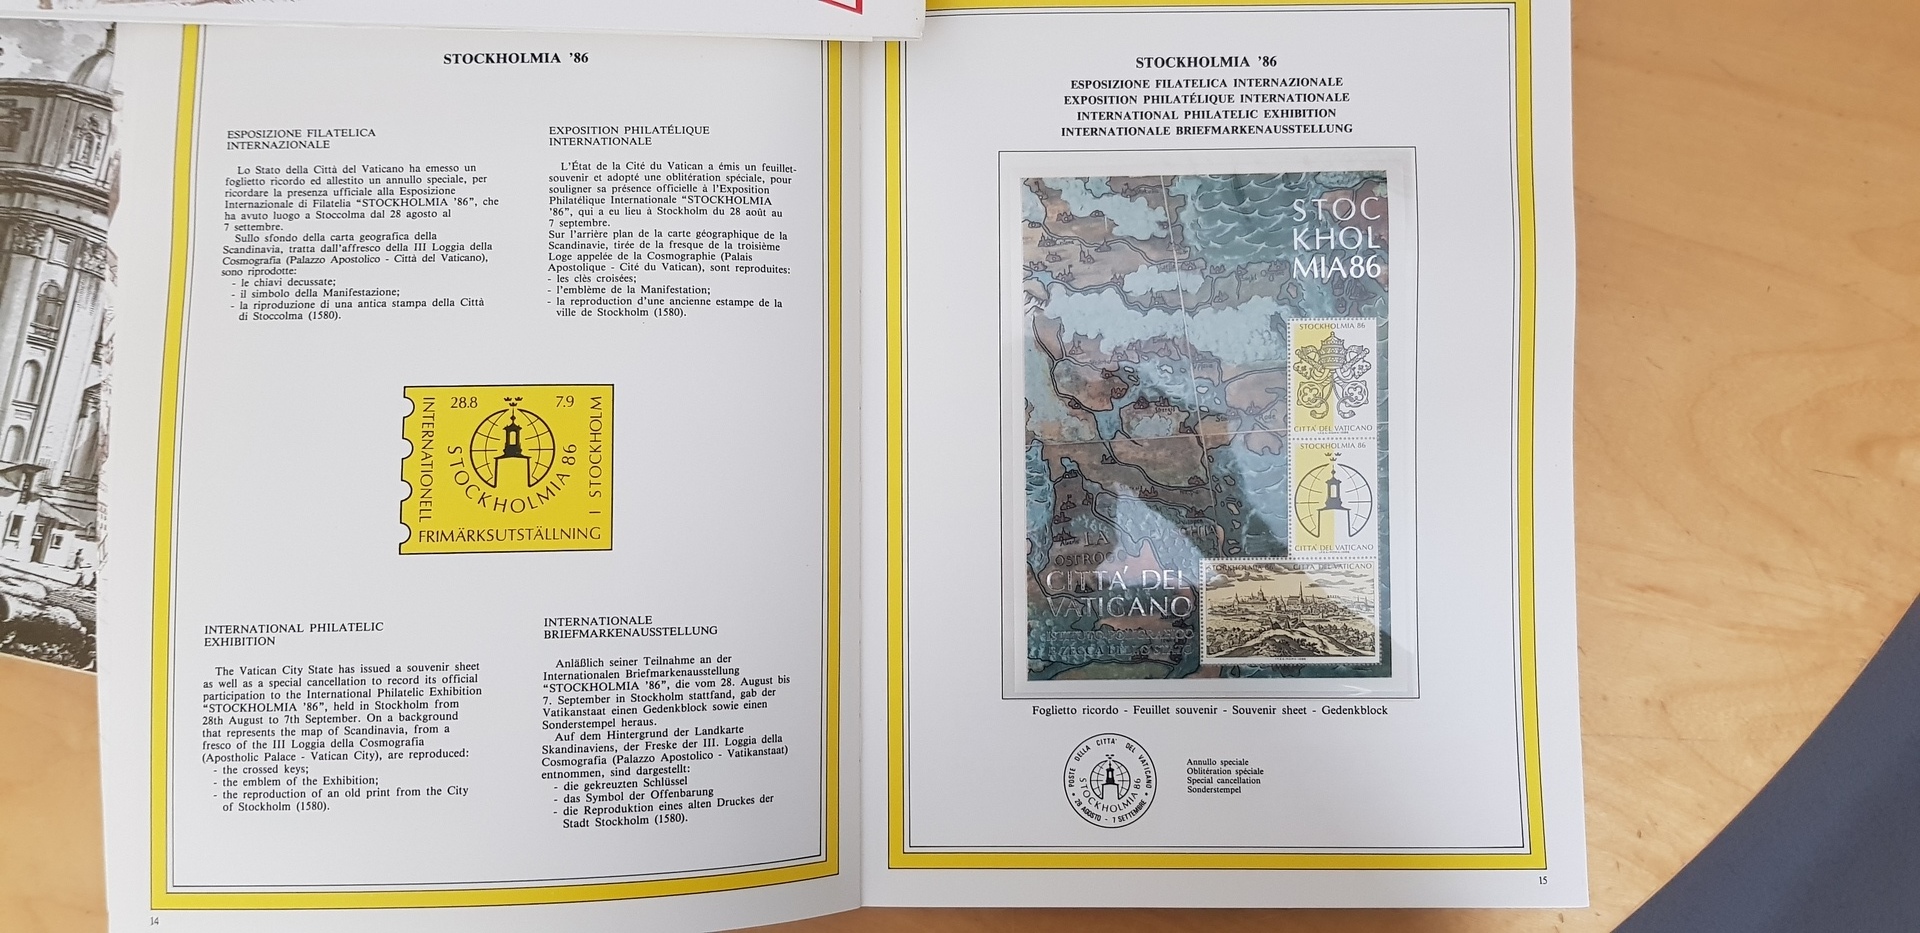 STOCKHOLMIA '86
ESPOSIZIONE FILATELICA
INTERNAZIONALE
Lo Stato della Città del Vaticano ha emesso un
foglietto ricordo ed allestito un annullo speciale, per
ricordare la presenza ufficiale alla Esposizione
Internazionale di Filatelia “STOCKHOLMIA '86”, che
ha avuto luogo a Stoccolma dal 28 agosto al
7 settembre.
Sullo sfondo della carta geografica della
Scandinavia, tratta dall'affresco della III Loggia della
Cosmografia (Palazzo Apostolico - Città del Vaticano),
sono riprodotte:
- le chiavi decussate;
- il simbolo della Manifestazione;
- la riproduzione di una antica stampa della Città
di Stoccolma (1580).
EXPOSITION PHILATÉLIQUE
INTERNATIONALE
L'État de la Cité du Vatican a émis un feuillet-
souvenir et adopté une oblitération spéciale, pour
souligner sa présence officielle à l'Exposition
Philatélique Internationale “STOCKHOLMIA
'86”, qui a eu lieu à Stockholm du 28 août au
7 septembre.
Sur l'arrière plan de la carte géographique de la
Scandinavie, tirée de la fresque de la troisième
Loge appelée de la Cosmographie (Palais
Apostolique - Cité du Vatican), sont reproduites:
- les clès croisées;
- l'emblème de la Manifestation;
- la reproduction d'une ancienne estampe de la
ville de Stockholm (1580).
28.8 7.9
INTERNATIONELL
STOCKHOLMIA 86
I STOCKHOLM
FRIMÄRKSUTSTÄLLNING
INTERNATIONAL PHILATELIC
EXHIBITION
The Vatican City State has issued a souvenir sheet
as well as a special cancellation to record its official
participation to the International Philatelic Exhibition
“STOCKHOLMIA '86”, held in Stockholm from
28th August to 7th September. On a background
that represents the map of Scandinavia, from a
fresco of the III Loggia della Cosmografia
(Apostholic Palace - Vatican City), are reproduced:
- the crossed keys;
- the emblem of the Exhibition;
- the reproduction of an old print from the City
of Stockholm (1580).
INTERNATIONALE
BRIEFMARKENAUSSTELLUNG
Anläßlich seiner Teilnahme an der
Internationalen Briefmarkenausstellung
“STOCKHOLMIA '86”, die vom 28. August bis
7. September in Stockholm stattfand, gab der
Vatikanstaat einen Gedenkblock sowie einen
Sonderstempel heraus.
Auf dem Hintergrund der Landkarte
Skandinaviens, der Freske der III. Loggia della
Cosmografia (Palazzo Apostolico - Vatikanstaat)
entnommen, sind dargestellt:
- die gekreuzten Schlüssel
- das Symbol der Offenbarung
- die Reproduktion eines alten Druckes der
Stadt Stockholm (1580).
14
STOCKHOLMIA '86
ESPOSIZIONE FILATELICA INTERNAZIONALE
EXPOSITION PHILATÉLIQUE INTERNATIONALE
INTERNATIONAL PHILATELIC EXHIBITION
INTERNATIONALE BRIEFMARKENAUSSTELLUNG
STOC
KHOL
MIA86
STOCKHOLMIA 86
CITTA' DEL VATICANO
STOCKHOLMIA 86
CITTA' DEL VATICANO
STOCKHOLMIA 86 CITTA' DEL VATICANO
OSTROG
CITTA' DEL
VATICANO
ISTITUTO POLIGRAFICO
E ZECCA DELLO STATO
Foglietto ricordo - Feuillet souvenir - Souvenir sheet - Gedenkblock
POSTE DELLA CITTA' DEL VATICANO
STOCKHOLMIA 86
28 AGOSTO - 7 SETTEMBRE
Annullo speciale
Oblitération spéciale
Special cancellation
Sonderstempel
15